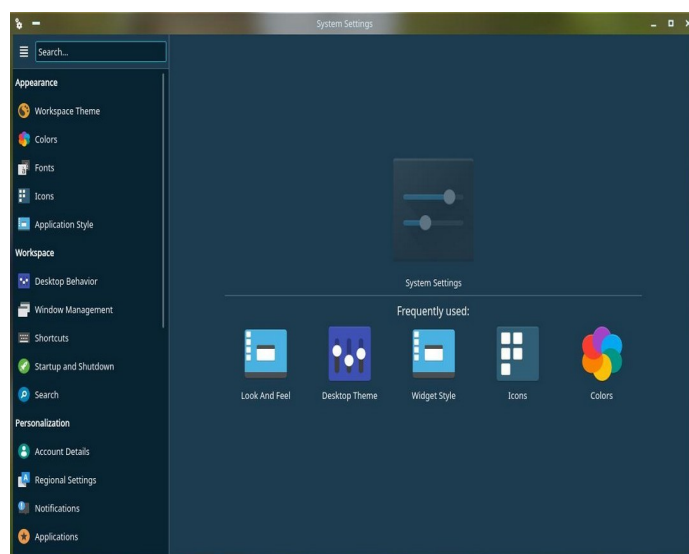 System Settings
Search...
Appearance
Workspace Theme
Colors
Fonts
Icons
Application Style
Workspace
Desktop Behavior
Window Management
Shortcuts
Startup and Shutdown
Search
Personalization
Account Details
Regional Settings
Notifications
Applications
System Settings
Frequently used:
Look And Feel
Desktop Theme
Widget Style
Icons
Colors